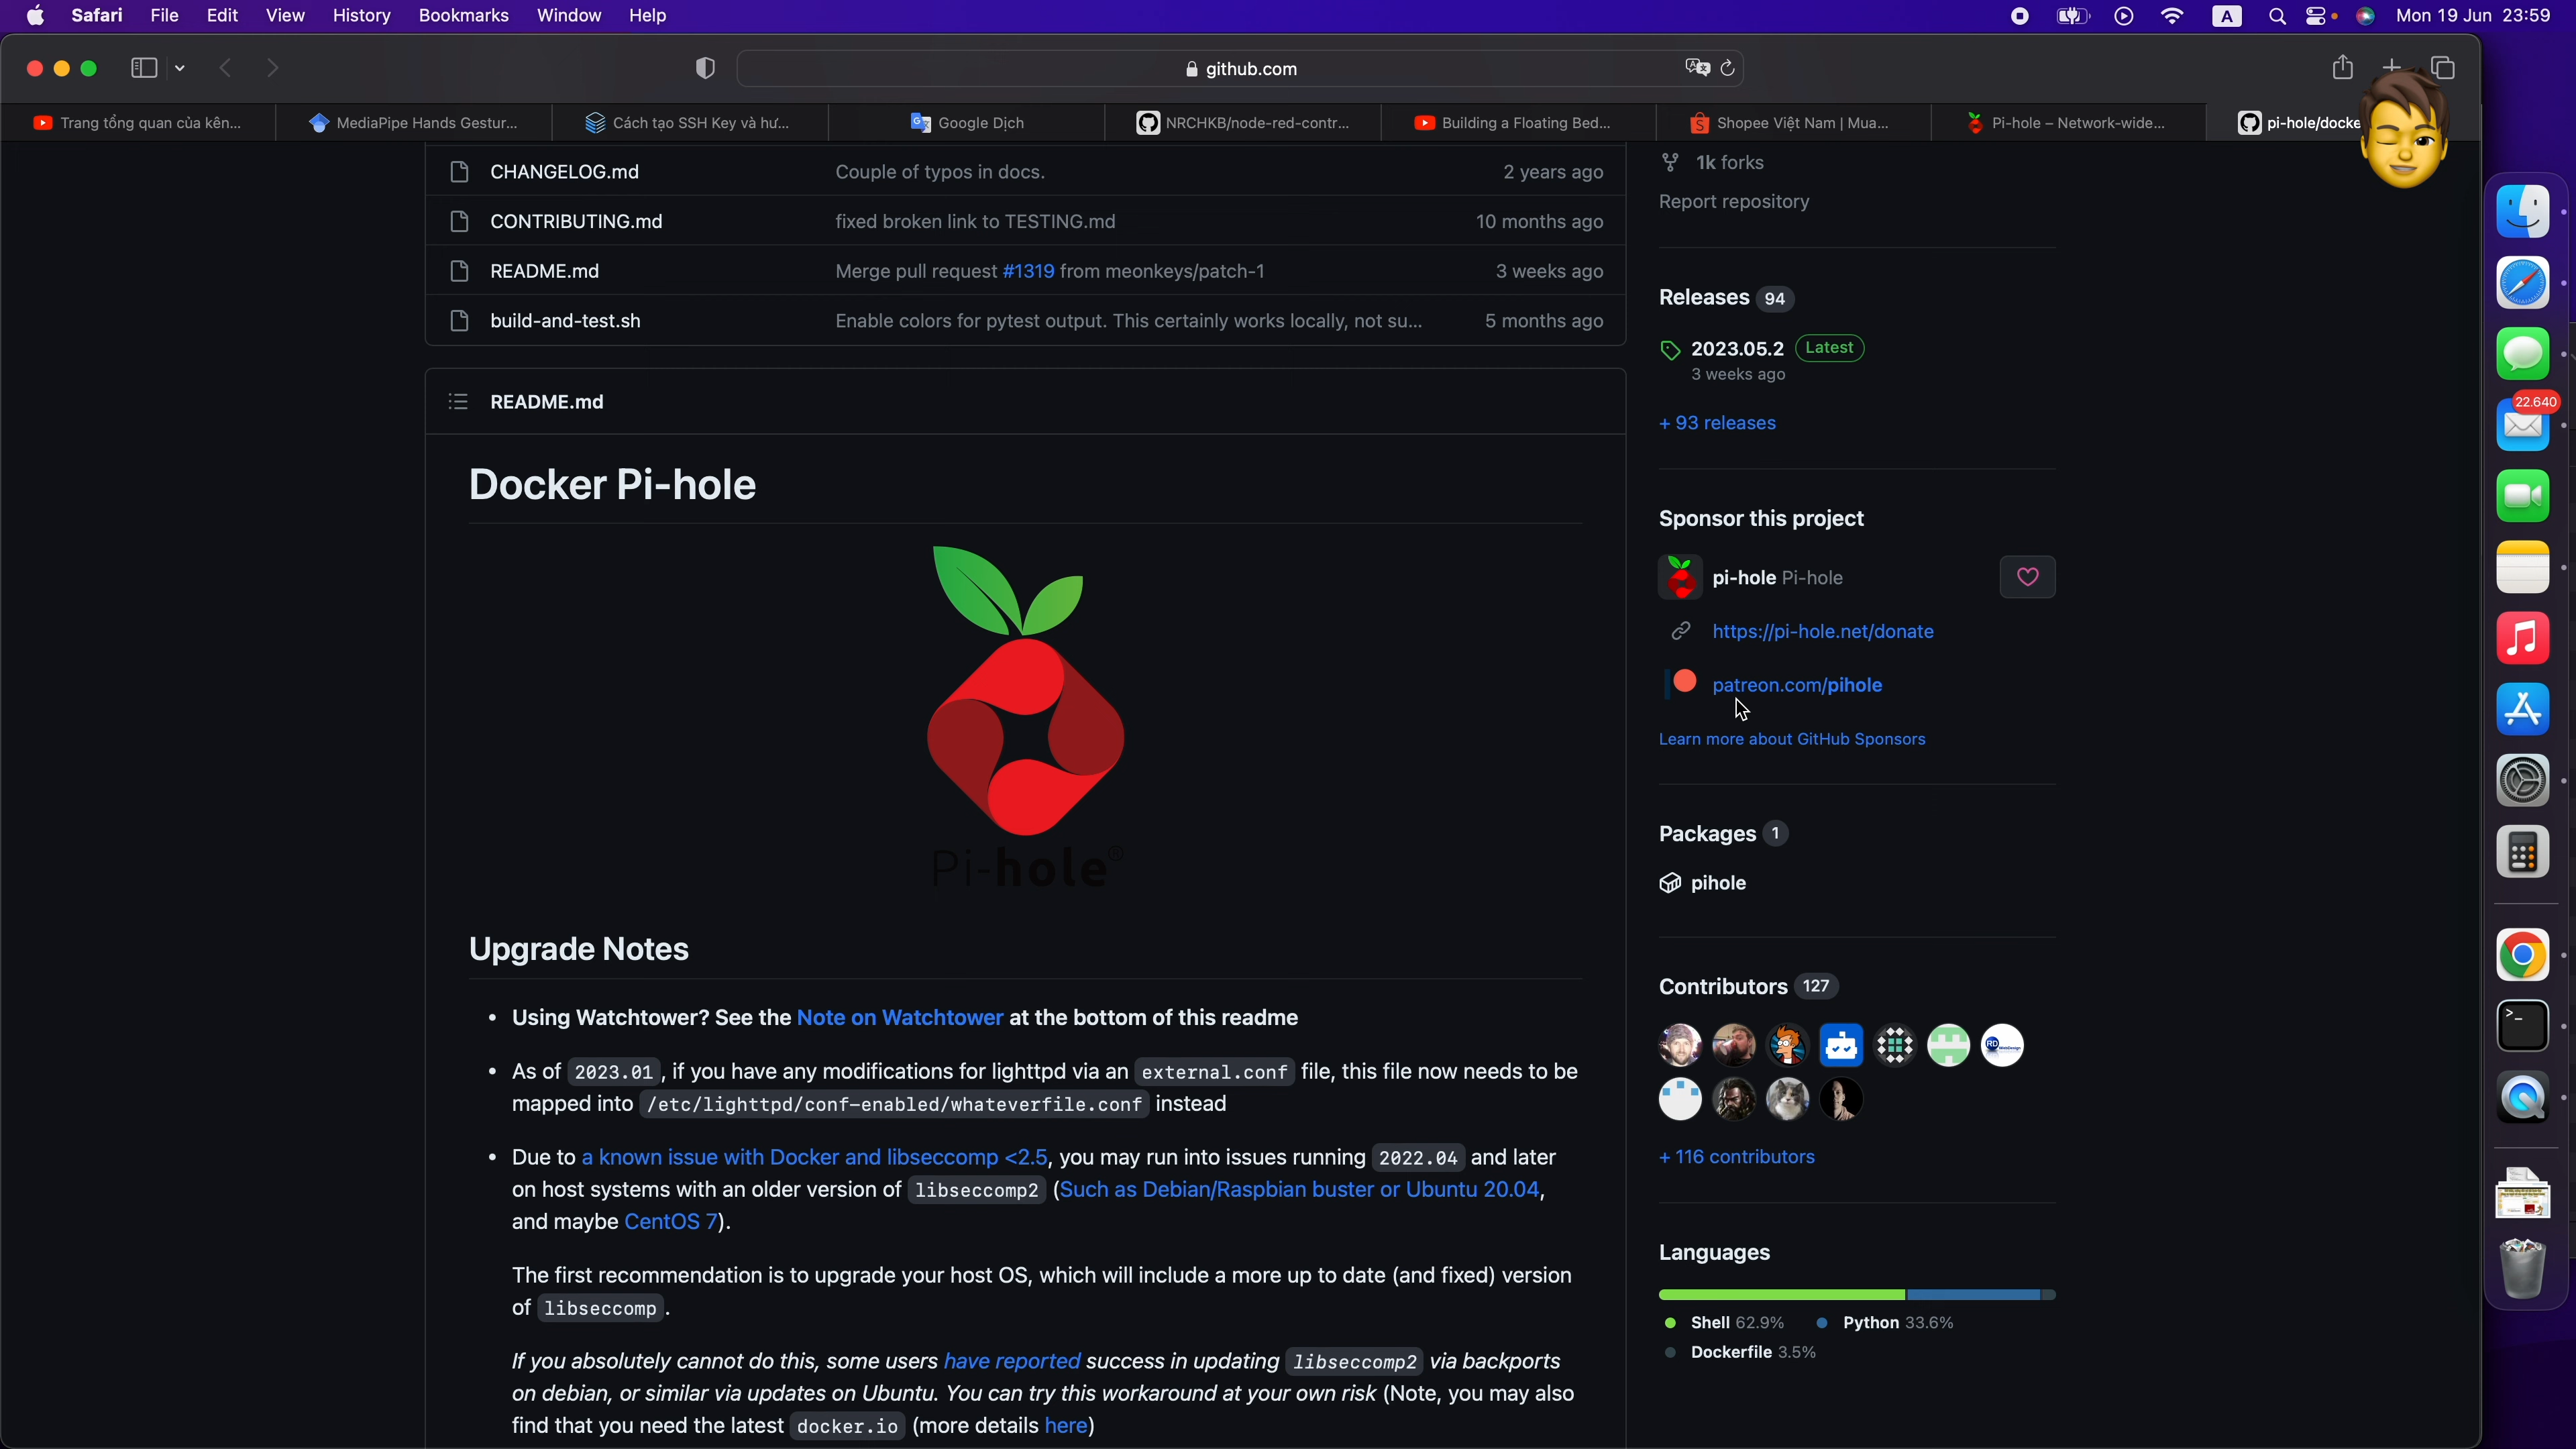 Safari File Edit View History Bookmarks Window Help A Mon 19 Jun 23:59
github.com
Trang tổng quan của kên... MediaPipe Hands Gestur... Cách tạo SSH Key và hư... Google Dịch NRCHKB/node-red-contr... Building a Floating Bed... Shopee Việt Nam | Mua... Pi-hole – Network-wide... pi-hole/docke
CHANGELOG.md Couple of typos in docs. 2 years ago
CONTRIBUTING.md fixed broken link to TESTING.md 10 months ago
README.md Merge pull request #1319 from meonkeys/patch-1 3 weeks ago
build-and-test.sh Enable colors for pytest output. This certainly works locally, not su... 5 months ago
README.md
Docker Pi-hole
Pi-hole®
Upgrade Notes
• Using Watchtower? See the Note on Watchtower at the bottom of this readme
• As of 2023.01, if you have any modifications for lighttpd via an external.conf file, this file now needs to be
mapped into /etc/lighttpd/conf-enabled/whateverfile.conf instead
• Due to a known issue with Docker and libseccomp <2.5, you may run into issues running 2022.04 and later
on host systems with an older version of libseccomp2 (Such as Debian/Raspbian buster or Ubuntu 20.04,
and maybe CentOS 7).
The first recommendation is to upgrade your host OS, which will include a more up to date (and fixed) version
of libseccomp.
If you absolutely cannot do this, some users have reported success in updating libseccomp2 via backports
on debian, or similar via updates on Ubuntu. You can try this workaround at your own risk (Note, you may also
find that you need the latest docker.io (more details here)
1k forks
Report repository
Releases 94
2023.05.2 Latest
3 weeks ago
+ 93 releases
Sponsor this project
pi-hole Pi-hole
https://pi-hole.net/donate
patreon.com/pihole
Learn more about GitHub Sponsors
Packages 1
pihole
Contributors 127
+ 116 contributors
Languages
Shell 62.9% Python 33.6%
Dockerfile 3.5%
22.640